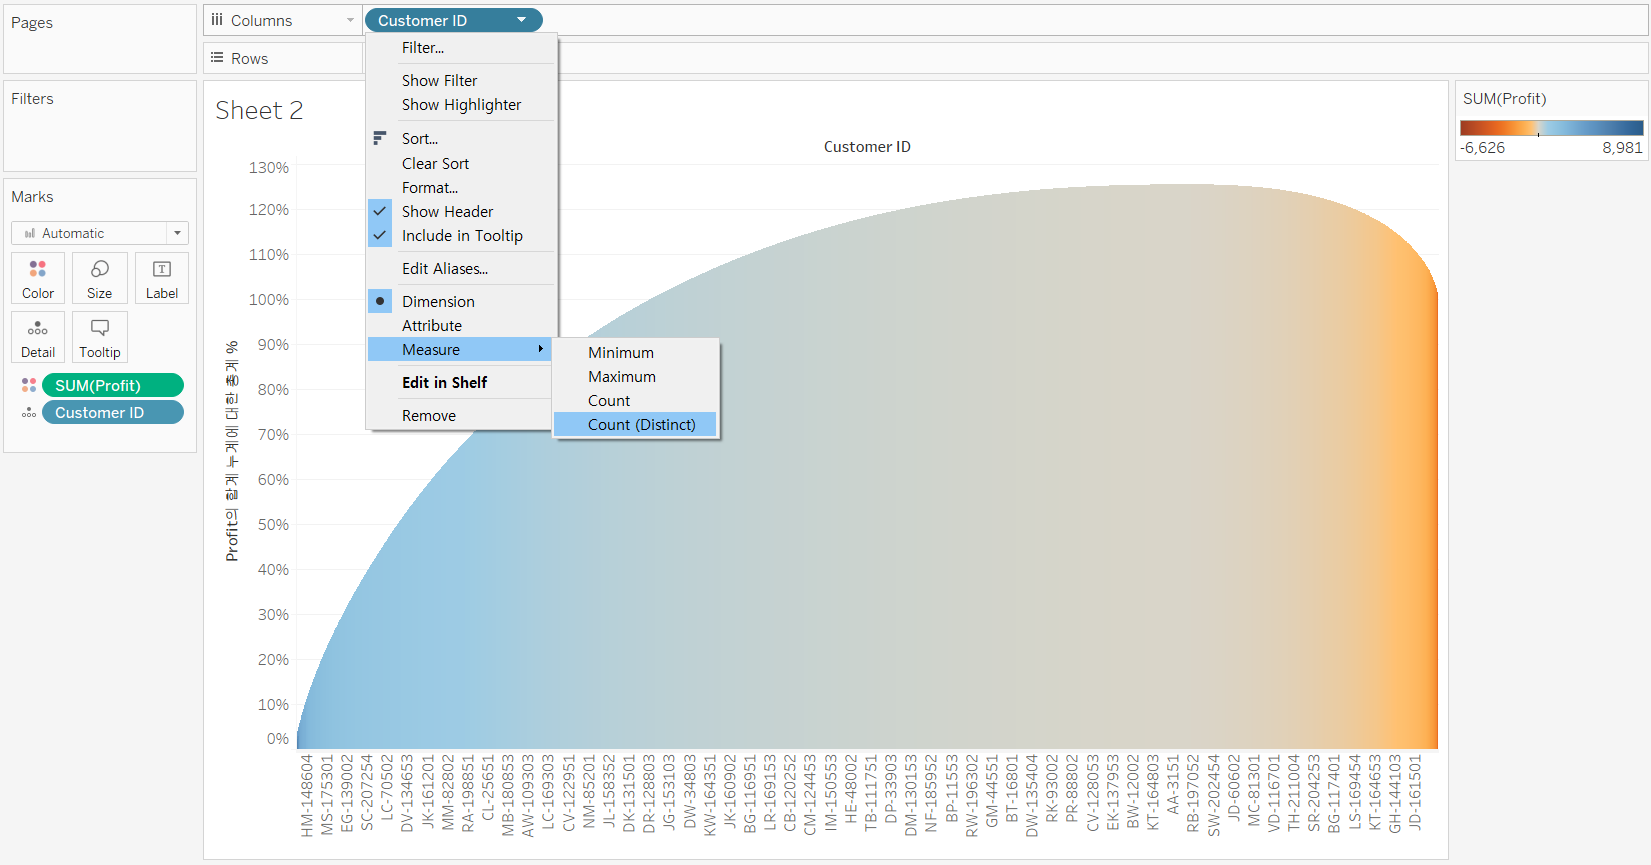 Pages
Columns
Customer ID
Rows
Filters
Marks
Automatic
Color
Size
Label
Detail
Tooltip
SUM(Profit)
Customer ID
Filter...
Show Filter
Show Highlighter
Sort...
Clear Sort
Format...
Show Header
Include in Tooltip
Edit Aliases...
Dimension
Attribute
Measure
Edit in Shelf
Remove
Minimum
Maximum
Count
Count (Distinct)
Sheet 2
Customer ID
130%
120%
110%
100%
90%
80%
70%
60%
50%
40%
30%
20%
10%
0%
Profit의 합계 누계에 대한 총계 %
HM-148604
MS-175301
EG-139002
SC-207254
LC-70502
DV-134653
JK-161201
MM-82802
RA-198851
CL-25651
MB-180853
AW-109303
LC-169303
CV-122951
NM-85201
JL-158352
DK-131501
DR-128803
JG-153103
DW-34803
KW-164351
JK-160902
BG-116951
LR-169153
CB-120252
CM-124453
IM-150553
HE-48002
TB-111751
DP-33903
DM-130153
NF-185952
BP-11553
RW-196302
GM-44551
BT-16801
DW-135404
RK-93002
PR-88802
CV-128053
EK-137953
BW-12002
KT-164803
AA-3151
RB-197052
SW-202454
JD-60602
MC-81301
VD-116701
TH-211004
SR-204253
BG-117401
LS-169454
KT-164653
GH-144103
JD-161501
SUM(Profit)
-6,626
8,981